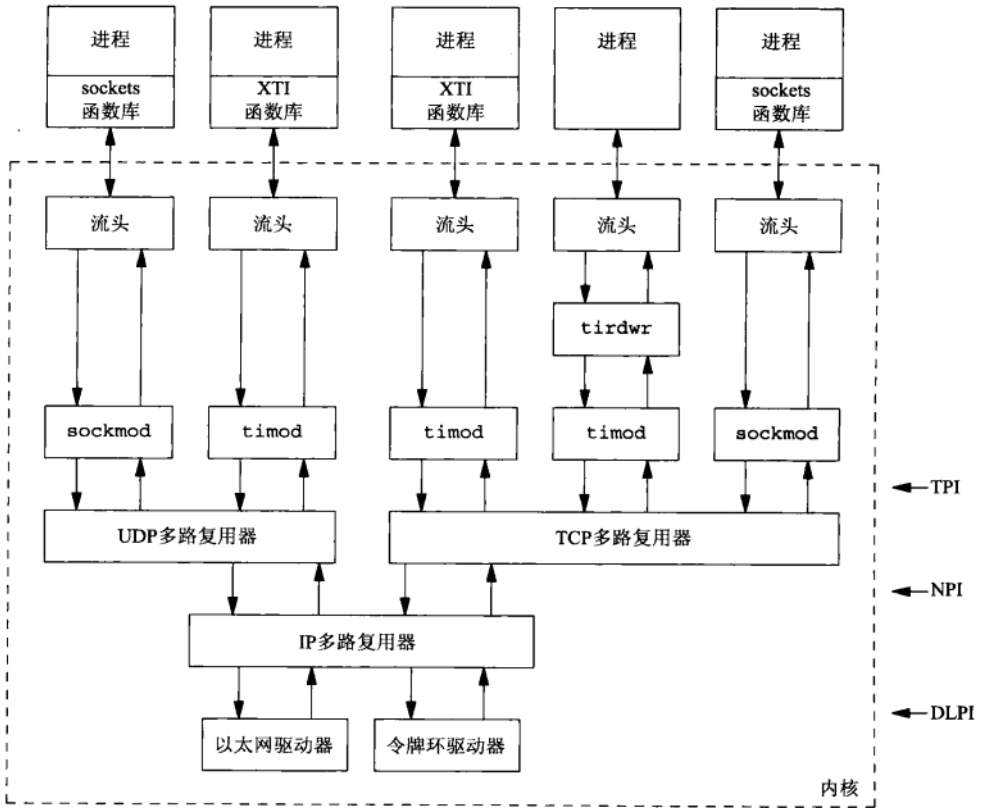 进程
进程
进程
进程
进程
sockets
函数库
XTI
函数库
XTI
函数库
sockets
函数库
流头
流头
流头
流头
流头
tirdwr
sockmod
timod
timod
timod
sockmod
TPI
UDP多路复用器
TCP多路复用器
NPI
IP多路复用器
DLPI
以太网驱动器
令牌环驱动器
内核